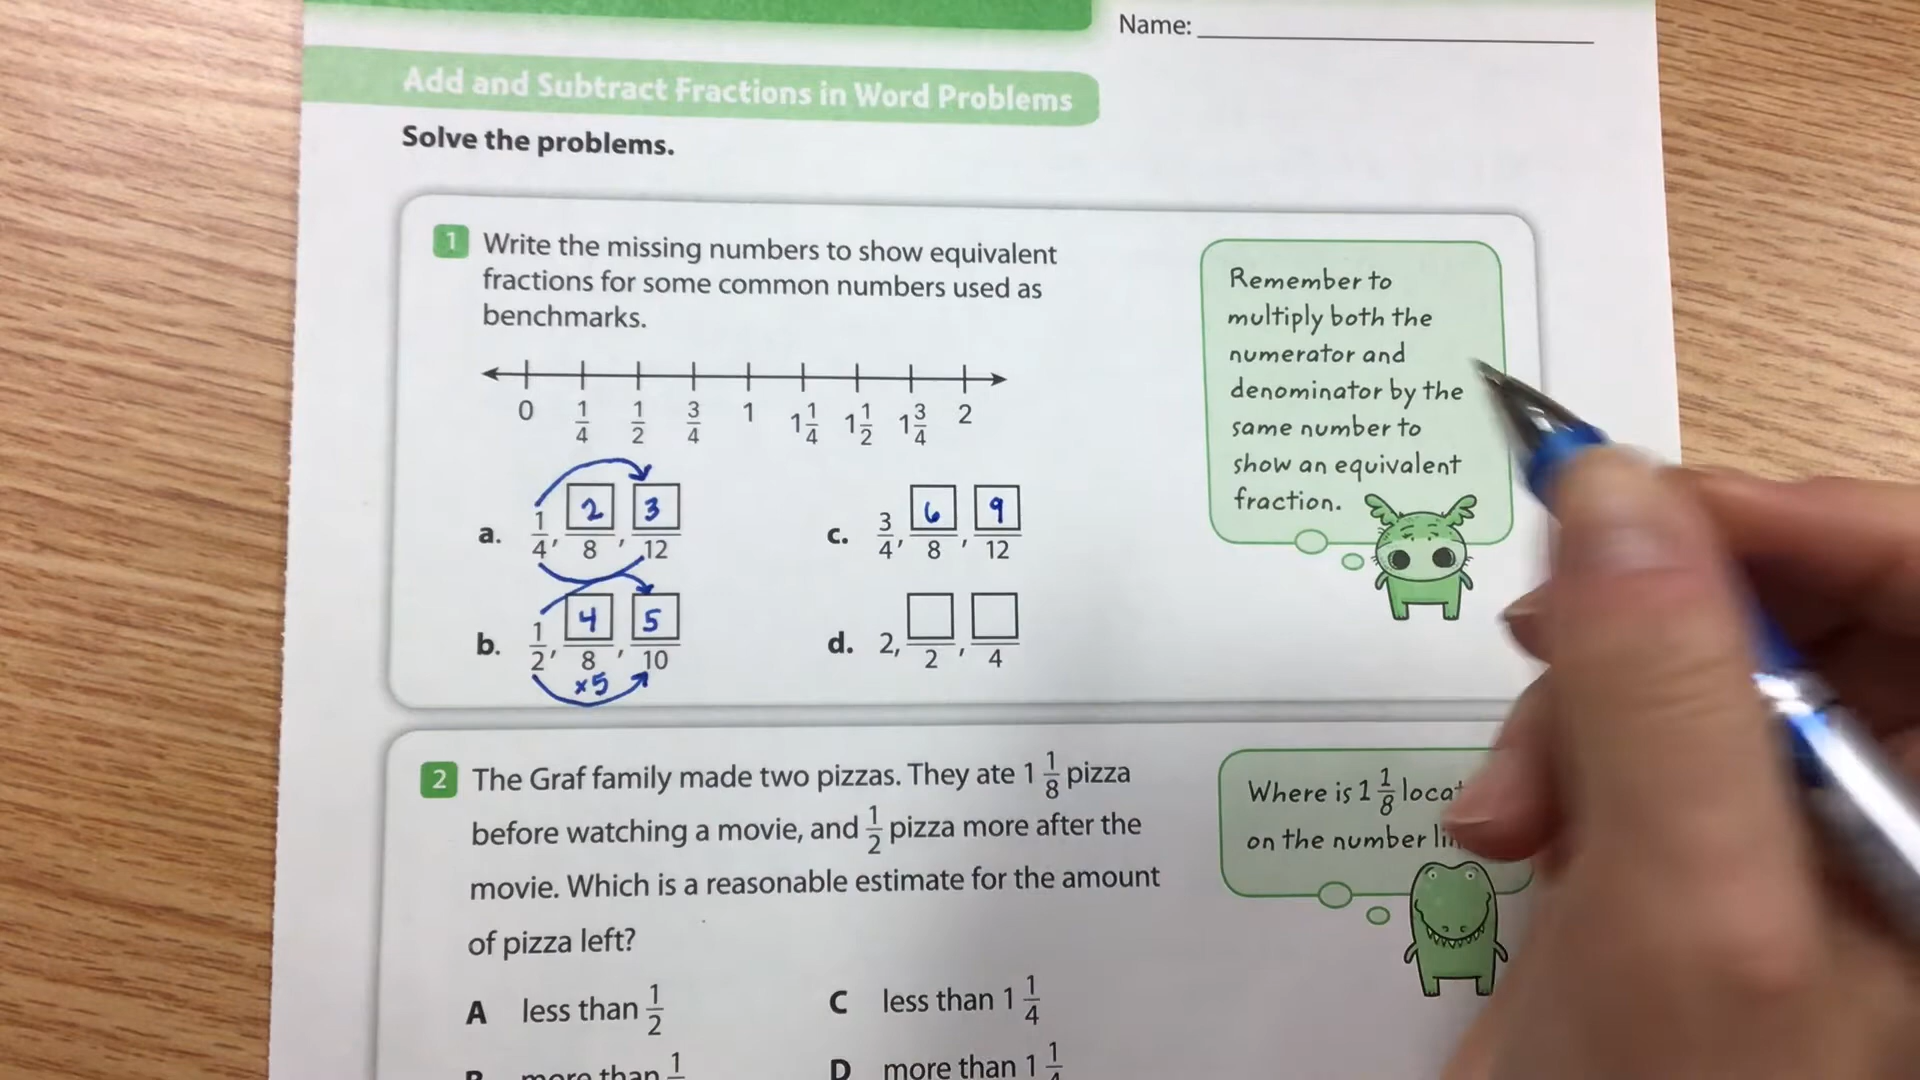 Name:
Add and Subtract Fractions in Word Problems
Solve the problems.
1 Write the missing numbers to show equivalent
fractions for some common numbers used as
benchmarks.
0 1/4 1/2 3/4 1 1 1/4 1 1/2 1 3/4 2
a. 1/4, 2/8, 3/12
c. 3/4, 6/8, 9/12
b. 1/2, 4/8, 5/10
×5
d. 2, /2, /4
Remember to
multiply both the
numerator and
denominator by the
same number to
show an equivalent
fraction.
2 The Graf family made two pizzas. They ate 1 1/8 pizza
before watching a movie, and 1/2 pizza more after the
movie. Which is a reasonable estimate for the amount
of pizza left?
A less than 1/2
C less than 1 1/4
more than
D more than 1 1/4
Where is 1 1/8
on the number